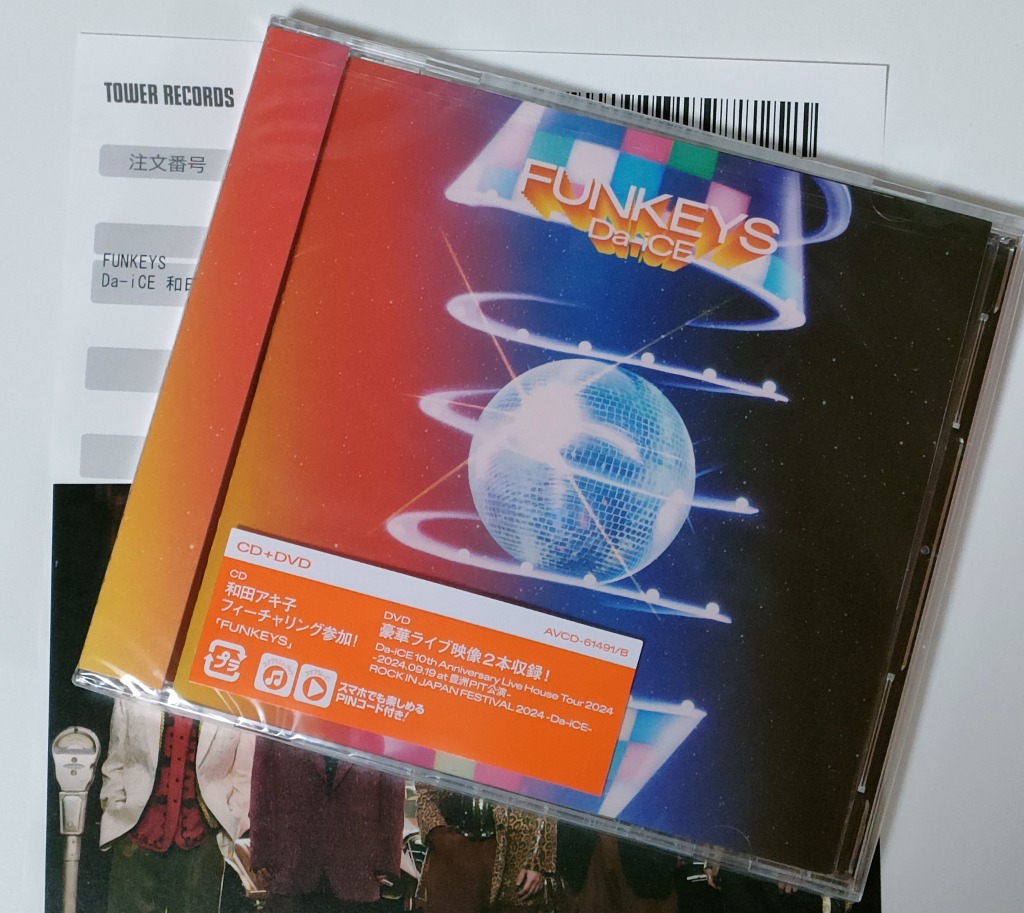 TOWER RECORDS
注文番号
FUNKEYS
Da-iCE 和田
FUNKEYS
Da-iCE
CD+DVD
AVCD-61491/B
CD
和田アキ子
フィーチャリング参加!
「FUNKEYS」
DVD
豪華ライブ映像2本収録!
Da-iCE 10th Anniversary Live House Tour 2024
-2024.09.19 at 豊洲PIT公演-
ROCK IN JAPAN FESTIVAL 2024 -Da-iCE-
プラ
スマホでも楽しめる
PINコード付き!